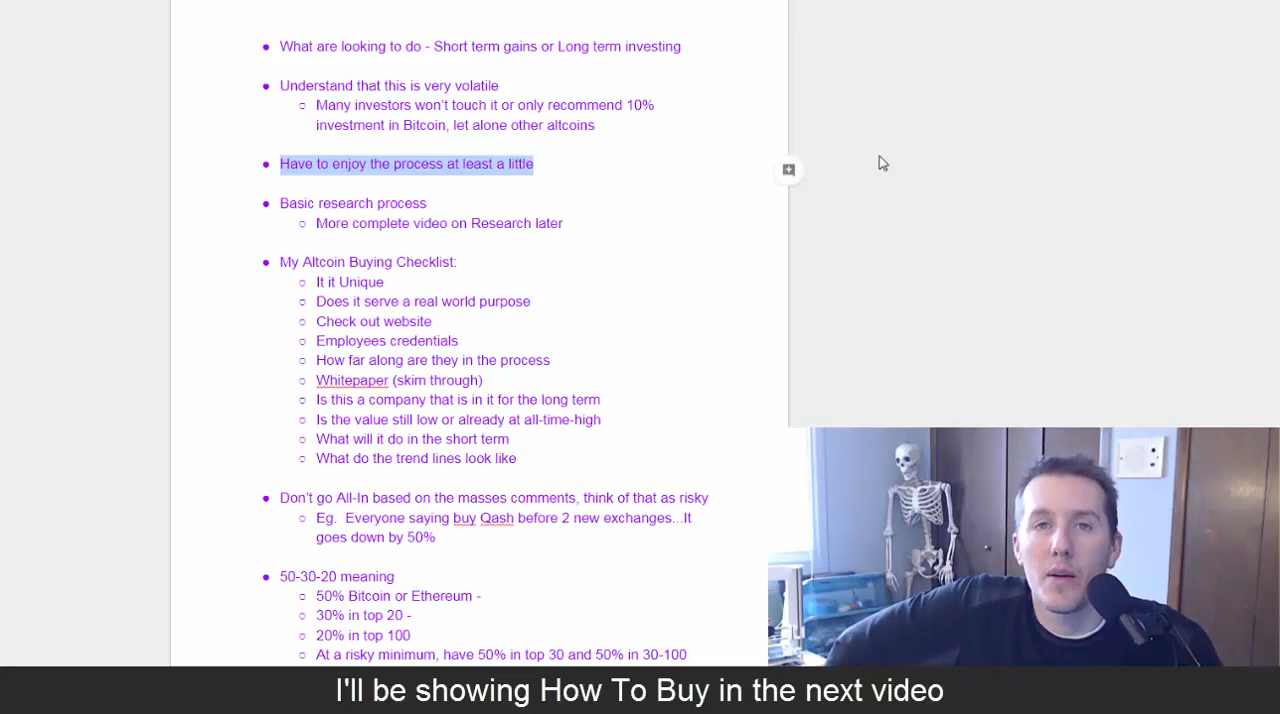 What are looking to do - Short term gains or Long term investing
Understand that this is very volatile
Many investors won't touch it or only recommend 10%
investment in Bitcoin, let alone other altcoins
Have to enjoy the process at least a little
Basic research process
More complete video on Research later
My Altcoin Buying Checklist:
It it Unique
Does it serve a real world purpose
Check out website
Employees credentials
How far along are they in the process
Whitepaper (skim through)
Is this a company that is in it for the long term
Is the value still low or already at all-time-high
What will it do in the short term
What do the trend lines look like
Don't go All-In based on the masses comments, think of that as risky
Eg.  Everyone saying buy Qash before 2 new exchanges...It
goes down by 50%
50-30-20 meaning
50% Bitcoin or Ethereum -
30% in top 20 -
20% in top 100
At a risky minimum, have 50% in top 30 and 50% in 30-100
I'll be showing How To Buy in the next video